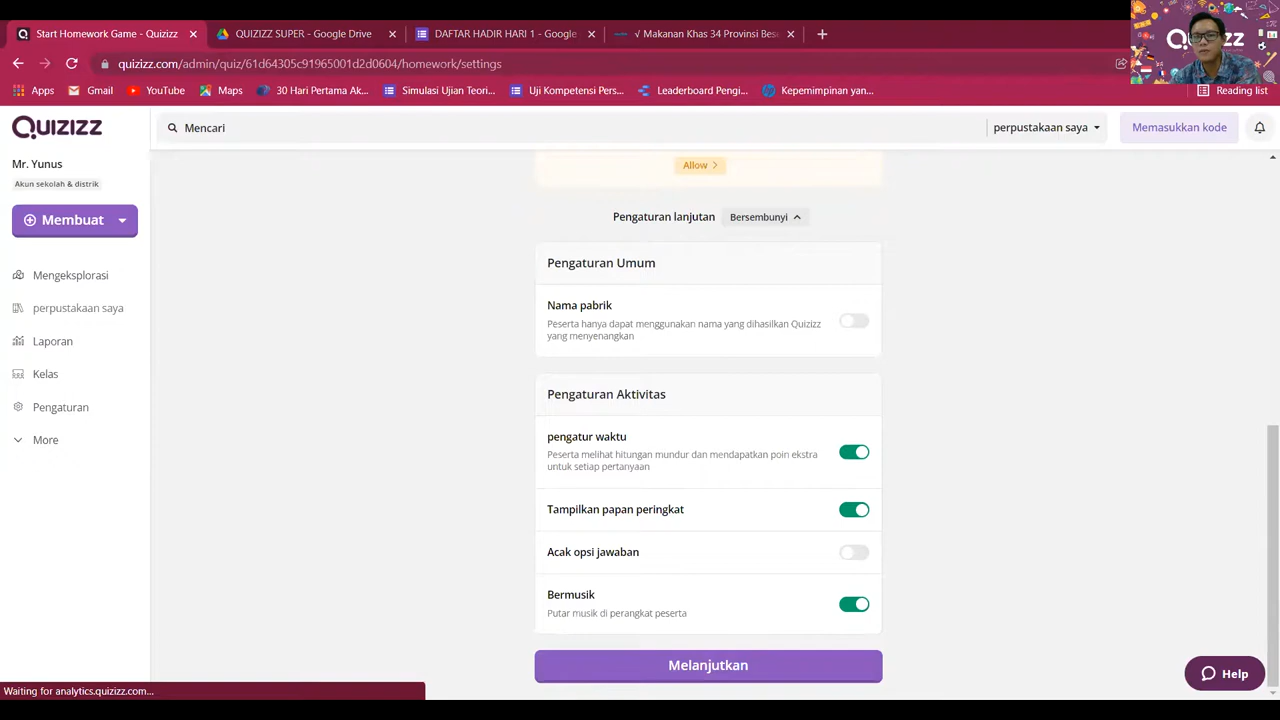 Start Homework Game - Quizizz
QUIZIZZ SUPER - Google Drive
DAFTAR HADIR HARI 1 - Google
√ Makanan Khas 34 Provinsi Bes
quizizz.com/admin/quiz/61d64305c91965001d2d0604/homework/settings
Apps
Gmail
YouTube
Maps
30 Hari Pertama Ak...
Simulasi Ujian Teori...
Uji Kompetensi Pers...
Leaderboard Pengi...
Kepemimpinan yan...
Reading list
QUIZIZZ
Mencari
perpustakaan saya
Memasukkan kode
Mr. Yunus
Akun sekolah & distrik
Membuat
Mengeksplorasi
perpustakaan saya
Laporan
Kelas
Pengaturan
More
Allow >
Pengaturan lanjutan
Bersembunyi
Pengaturan Umum
Nama pabrik
Peserta hanya dapat menggunakan nama yang dihasilkan Quizizz
yang menyenangkan
Pengaturan Aktivitas
pengatur waktu
Peserta melihat hitungan mundur dan mendapatkan poin ekstra
untuk setiap pertanyaan
Tampilkan papan peringkat
Acak opsi jawaban
Bermusik
Putar musik di perangkat peserta
Melanjutkan
Help
Waiting for analytics.quizizz.com...